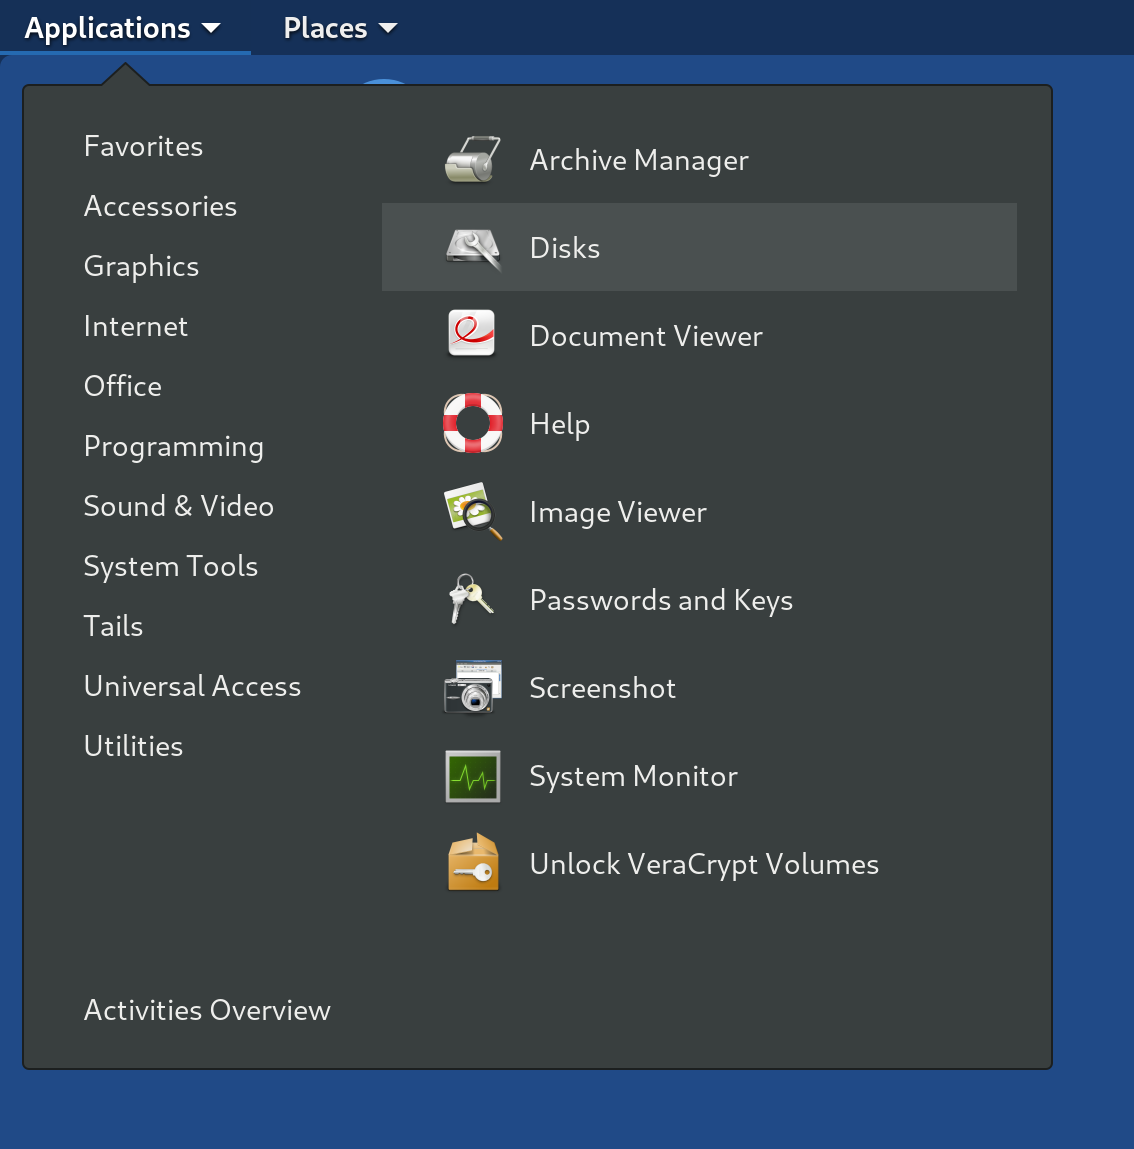 Applications Places
Favorites
Accessories
Graphics
Internet
Office
Programming
Sound & Video
System Tools
Tails
Universal Access
Utilities
Archive Manager
Disks
Document Viewer
Help
Image Viewer
Passwords and Keys
Screenshot
System Monitor
Unlock VeraCrypt Volumes
Activities Overview